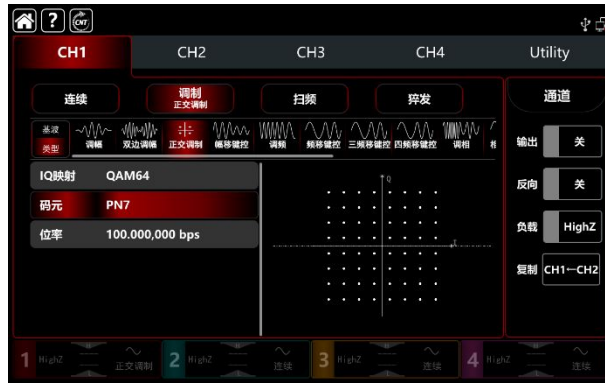 ? CNT
CH1 CH2 CH3 CH4 Utility
连续 调制 扫频 猝发 通道
正交调制
基波
类型 调幅 双边调幅 正交调制 幅移键控 调频 频移键控 三频移键控 四频移键控 调相
输出 关
IQ映射 QAM64
反向 关
码元 PN7
位率 100.000,000 bps
负载 HighZ
复制 CH1←CH2
Q
I
1 HighZ 正交调制 2 HighZ 连续 3 HighZ 连续 4 HighZ 连续